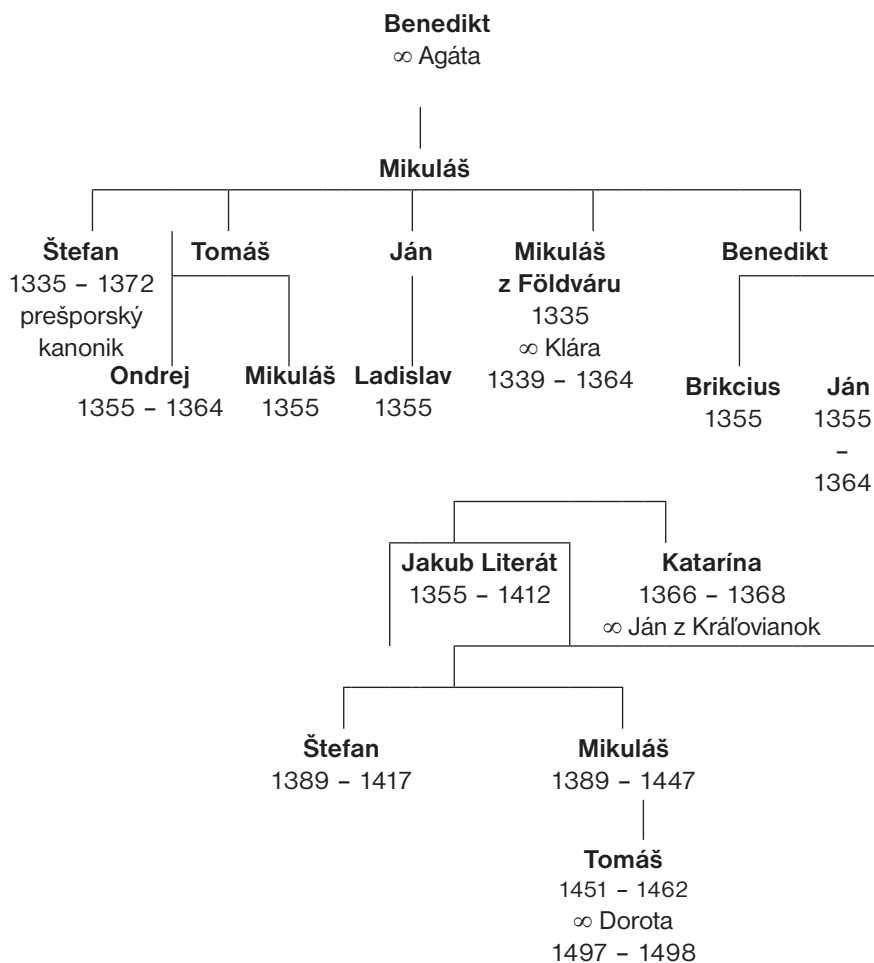 Benedikt
∞ Agáta
Mikuláš
Štefan
1335 – 1372
prešporský
kanonik
Tomáš
Ján
Mikuláš
z Földváru
1335
∞ Klára
1339 – 1364
Benedikt
Ondrej
1355 – 1364
Mikuláš
1355
Ladislav
1355
Brikcius
1355
Ján
1355
–
1364
Jakub Literát
1355 – 1412
Katarína
1366 – 1368
∞ Ján z Kráľovianok
Štefan
1389 – 1417
Mikuláš
1389 – 1447
Tomáš
1451 – 1462
∞ Dorota
1497 – 1498